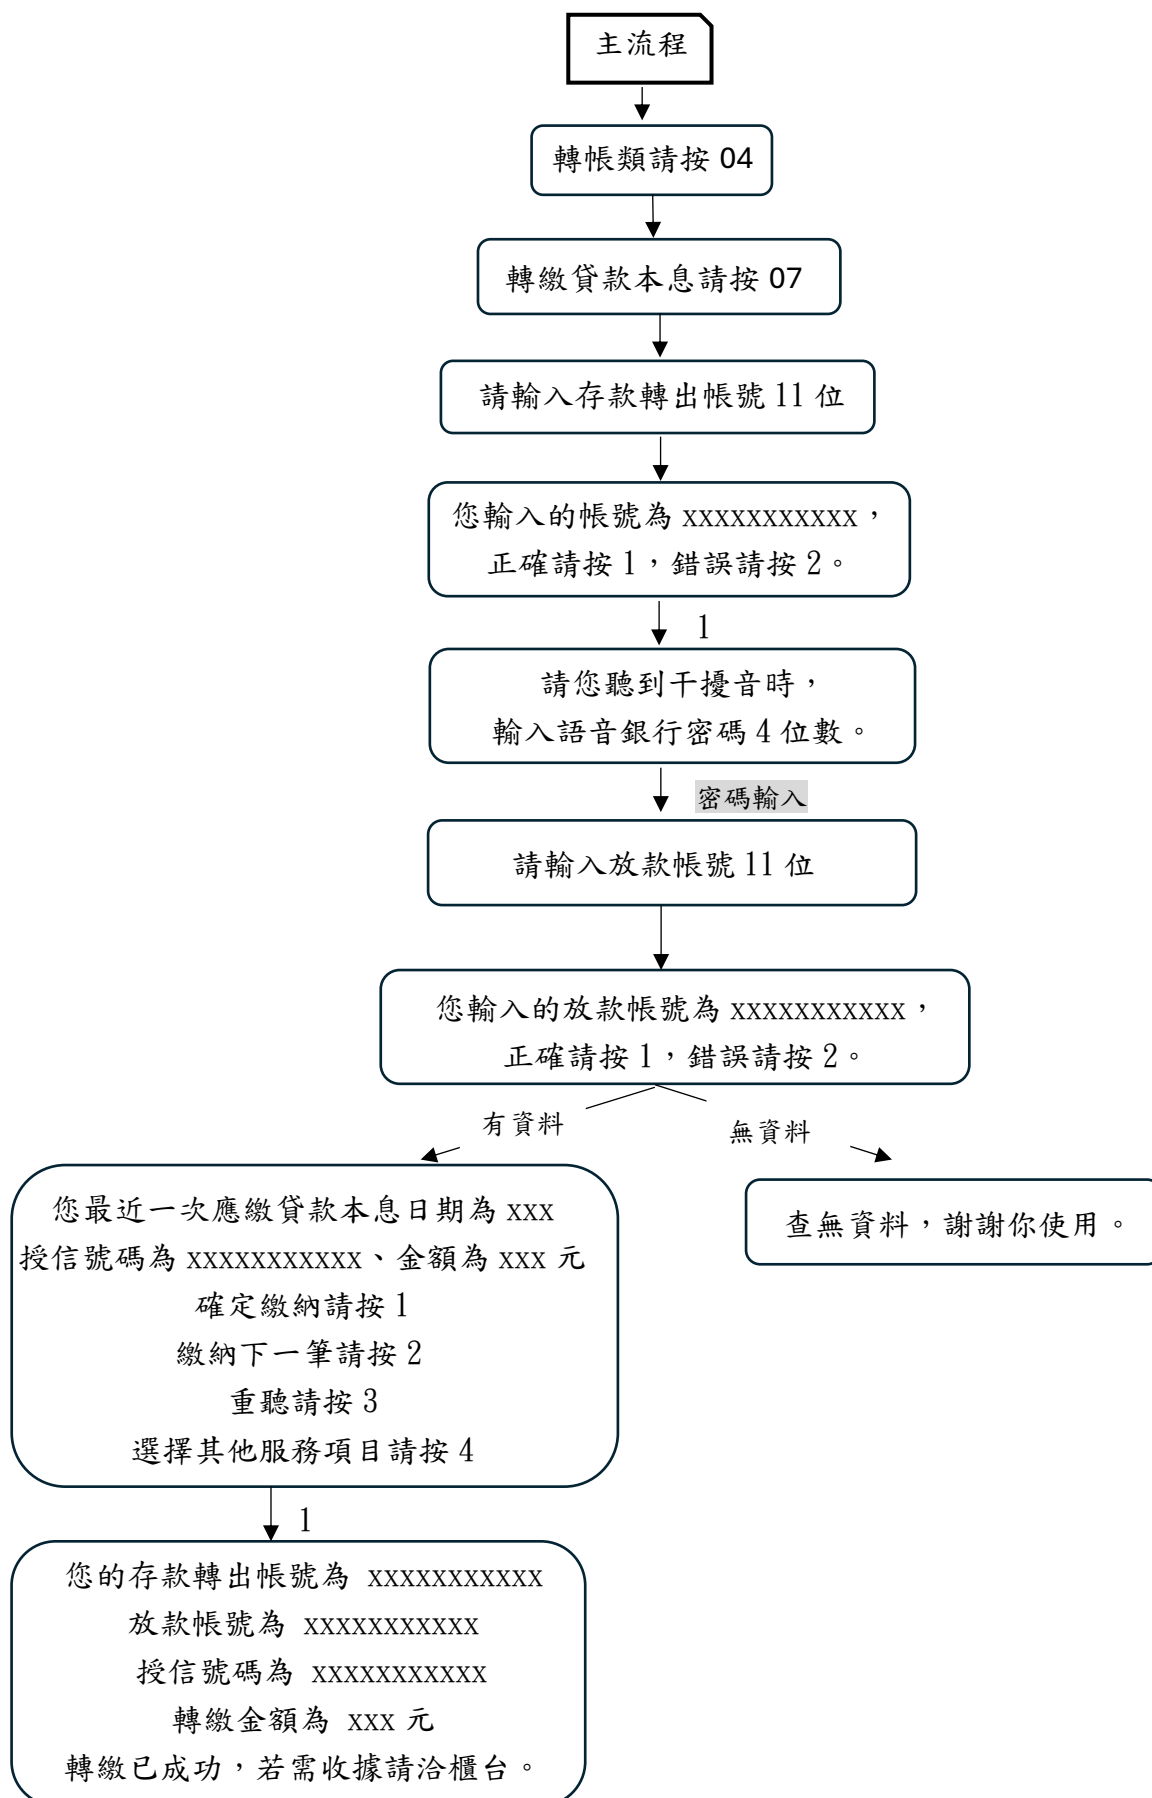 主流程
轉帳類請按 04
轉繳貸款本息請按 07
請輸入存款轉出帳號 11 位
您輸入的帳號為 xxxxxxxxxxx，
正確請按 1，錯誤請按 2。
1
請您聽到干擾音時，
輸入語音銀行密碼 4 位數。
密碼輸入
請輸入放款帳號 11 位
您輸入的放款帳號為 xxxxxxxxxxx，
正確請按 1，錯誤請按 2。
有資料
無資料
您最近一次應繳貸款本息日期為 xxx
授信號碼為 xxxxxxxxxxx、金額為 xxx 元
確定繳納請按 1
繳納下一筆請按 2
重聽請按 3
選擇其他服務項目請按 4
查無資料，謝謝你使用。
1
您的存款轉出帳號為 xxxxxxxxxxx
放款帳號為 xxxxxxxxxxx
授信號碼為 xxxxxxxxxxx
轉繳金額為 xxx 元
轉繳已成功，若需收據請洽櫃台。